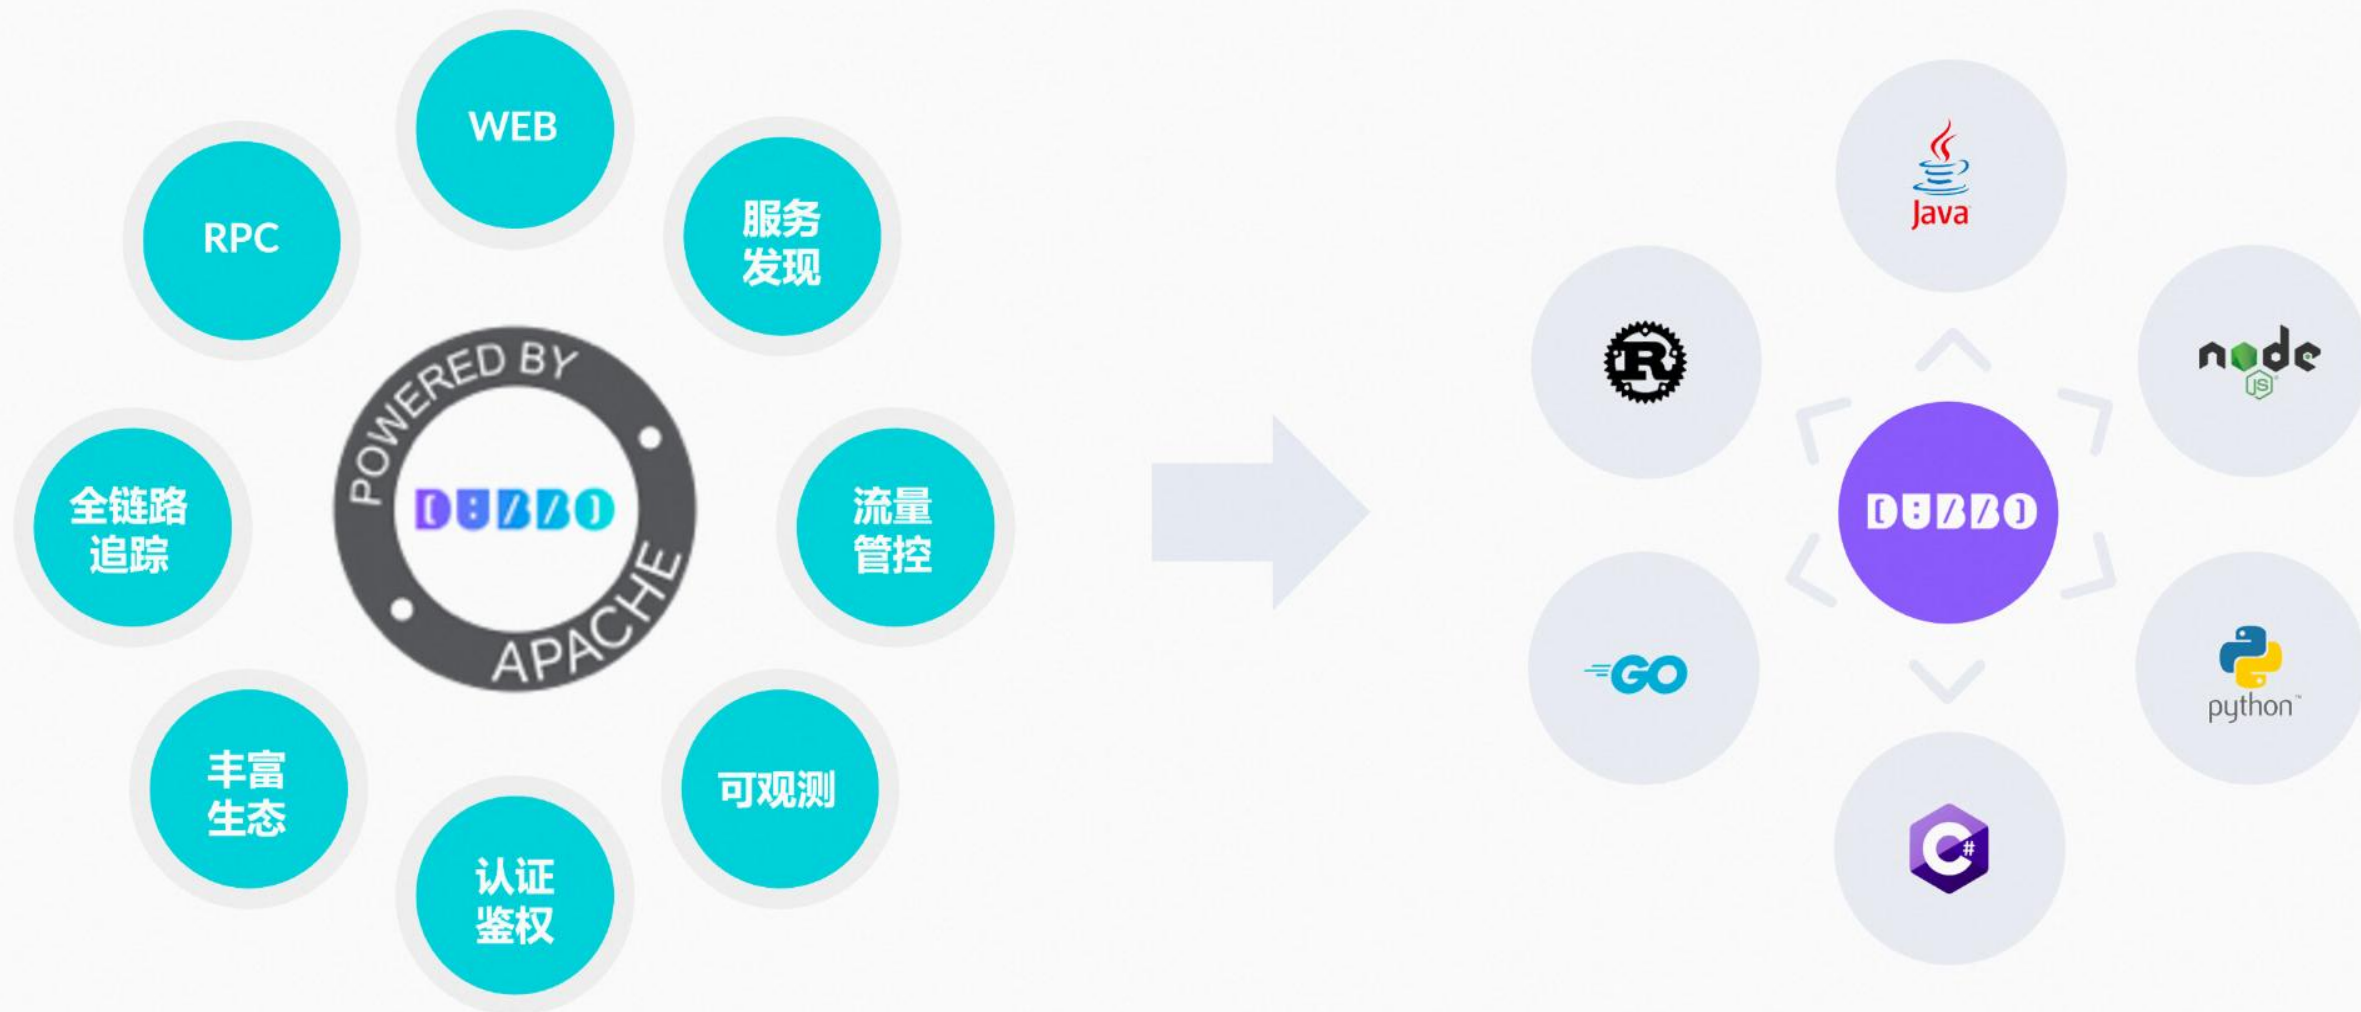 WEB
RPC
服务
发现
全链路
追踪
POWERED BY
DUBBO
APACHE
流量
管控
丰富
生态
可观测
认证
鉴权
Java
R
node
JS
DUBBO
GO
python™
C#